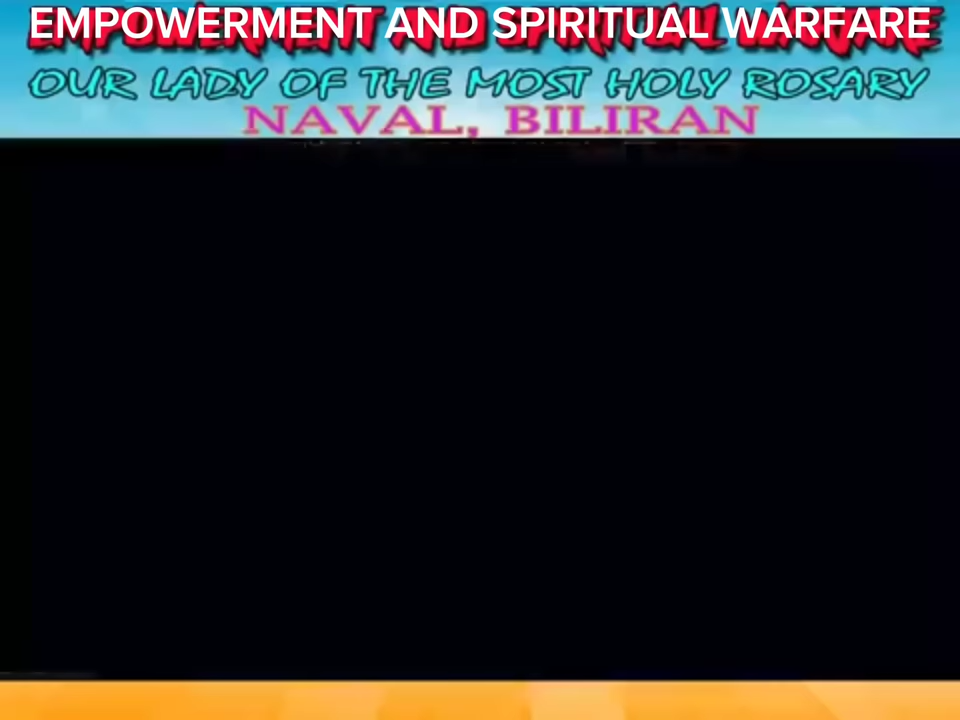 EMPOWERMENT AND SPIRITUAL WARFARE
OUR LADY OF THE MOST HOLY ROSARY
NAVAL, BILIRAN